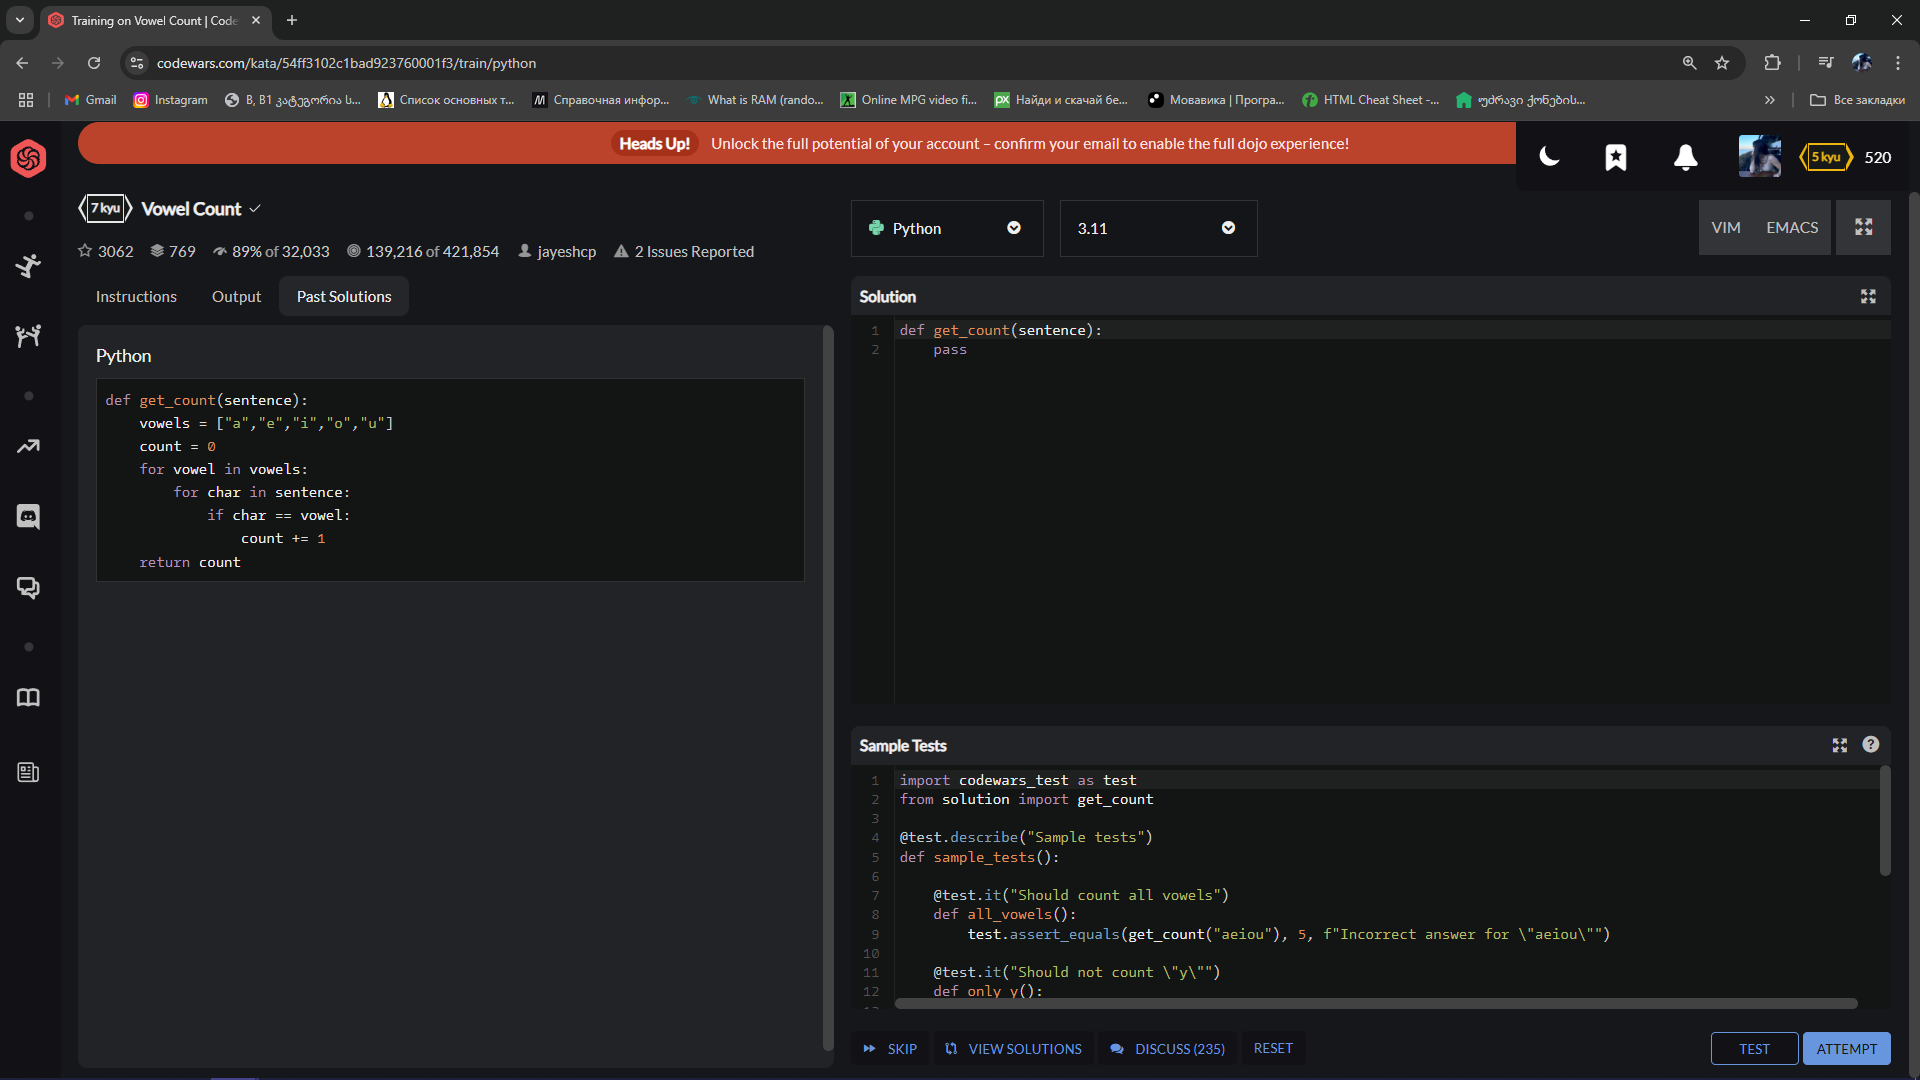 Training on Vowel Count | Code
codewars.com/kata/54ff3102c1bad923760001f3/train/python
Gmail
Instagram
B, B1 კატეგორია ს...
Список основных т...
Справочная инфор...
What is RAM (rando...
Online MPG video fi...
Найди и скачай бе...
Мовавика | Програ...
HTML Cheat Sheet -...
უძრავი ქონების...
Все закладки
Heads Up! Unlock the full potential of your account – confirm your email to enable the full dojo experience!
5 kyu 520
7 kyu Vowel Count
3062 769 89% of 32,033 139,216 of 421,854 jayeshcp 2 Issues Reported
Instructions Output Past Solutions
Python
def get_count(sentence):
    vowels = ["a","e","i","o","u"]
    count = 0
    for vowel in vowels:
        for char in sentence:
            if char == vowel:
                count += 1
    return count
Python 3.11 VIM EMACS
Solution
1 def get_count(sentence):
2     pass
Sample Tests
1 import codewars_test as test
2 from solution import get_count
3
4 @test.describe("Sample tests")
5 def sample_tests():
6
7     @test.it("Should count all vowels")
8     def all_vowels():
9         test.assert_equals(get_count("aeiou"), 5, f"Incorrect answer for \"aeiou\"")
10
11     @test.it("Should not count \"y\"")
12     def only_y():
SKIP VIEW SOLUTIONS DISCUSS (235) RESET TEST ATTEMPT